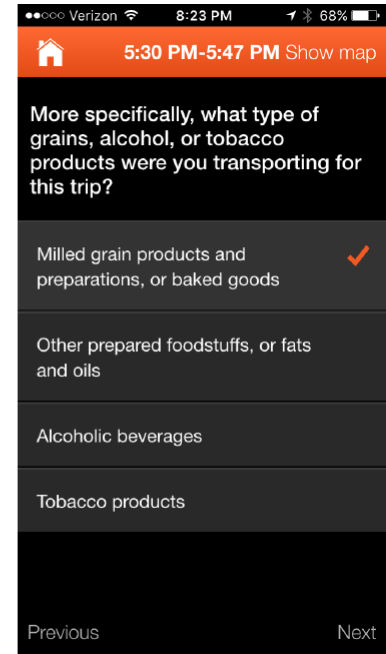 Verizon 8:23 PM 68%
5:30 PM-5:47 PM Show map
More specifically, what type of
grains, alcohol, or tobacco
products were you transporting for
this trip?
Milled grain products and
preparations, or baked goods
Other prepared foodstuffs, or fats
and oils
Alcoholic beverages
Tobacco products
Previous Next